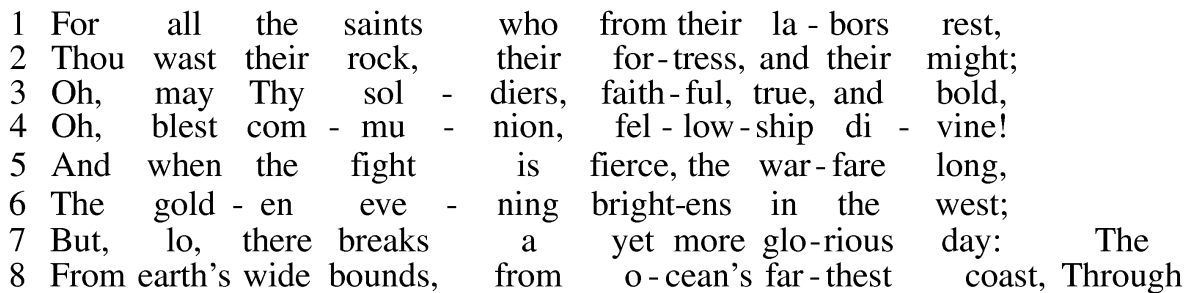 1 For all the saints who from their la - bors rest,
2 Thou wast their rock, their for - tress, and their might;
3 Oh, may Thy sol - diers, faith - ful, true, and bold,
4 Oh, blest com - mu - nion, fel - low - ship di - vine!
5 And when the fight is fierce, the war - fare long,
6 The gold - en eve - ning bright-ens in the west;
7 But, lo, there breaks a yet more glo - rious day: The
8 From earth's wide bounds, from o - cean's far - thest coast, Through